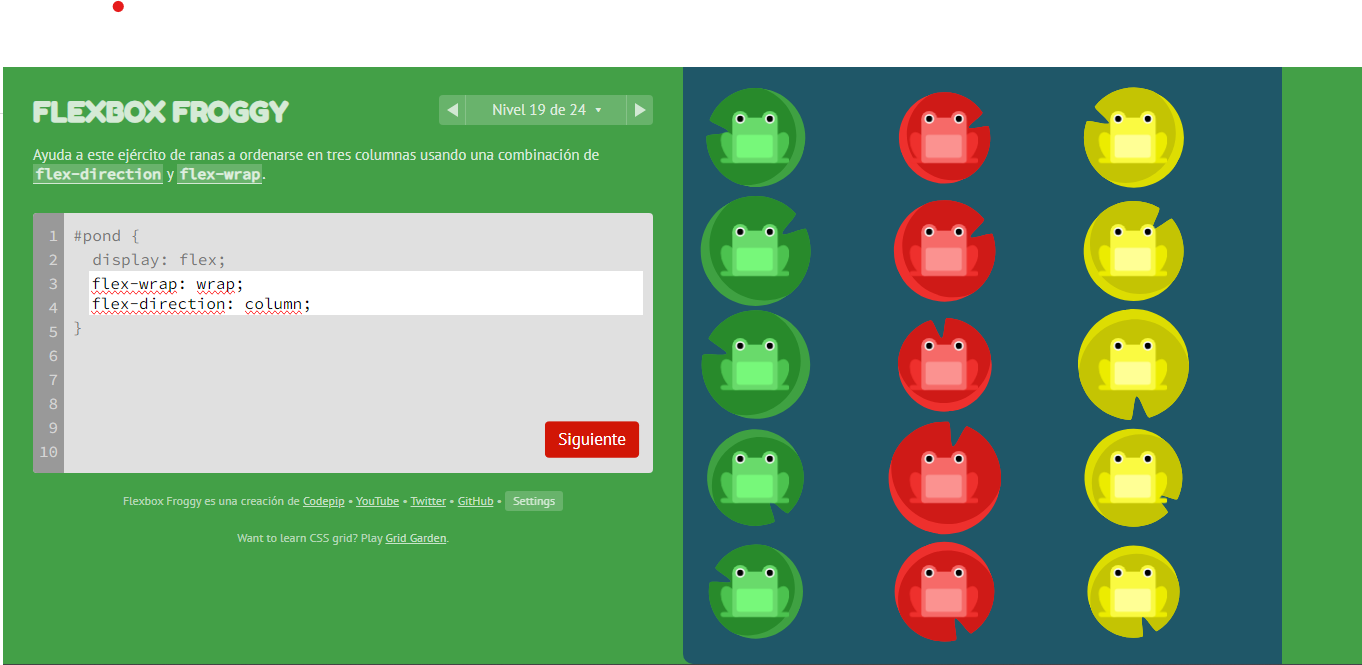 FLEXBOX FROGGY
Nivel 19 de 24
Ayuda a este ejército de ranas a ordenarse en tres columnas usando una combinación de
flex-direction y flex-wrap.
1 #pond {
2 display: flex;
3 flex-wrap: wrap;
4 flex-direction: column;
5 }
6
7
8
9
10
Siguiente
Flexbox Froggy es una creación de Codepip • YouTube • Twitter • GitHub • Settings
Want to learn CSS grid? Play Grid Garden.